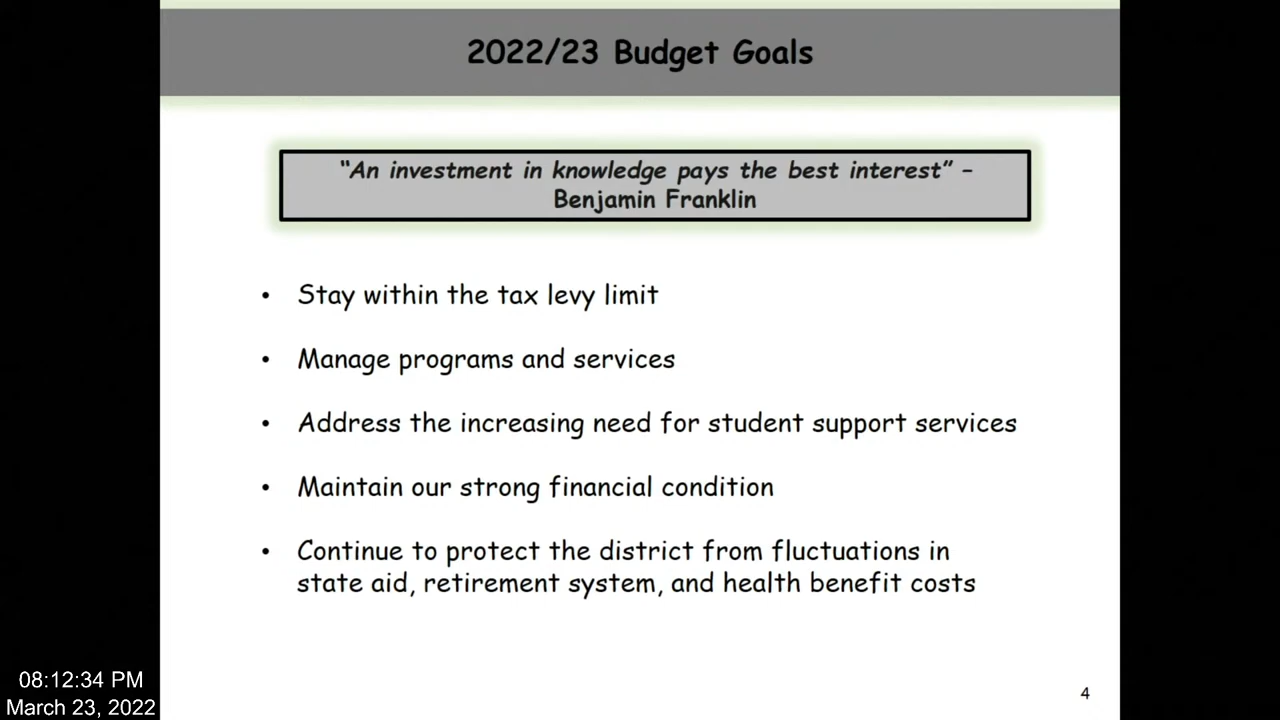 2022/23 Budget Goals
“An investment in knowledge pays the best interest” –
Benjamin Franklin
• Stay within the tax levy limit
• Manage programs and services
• Address the increasing need for student support services
• Maintain our strong financial condition
• Continue to protect the district from fluctuations in
state aid, retirement system, and health benefit costs
08:12:34 PM
March 23, 2022
4